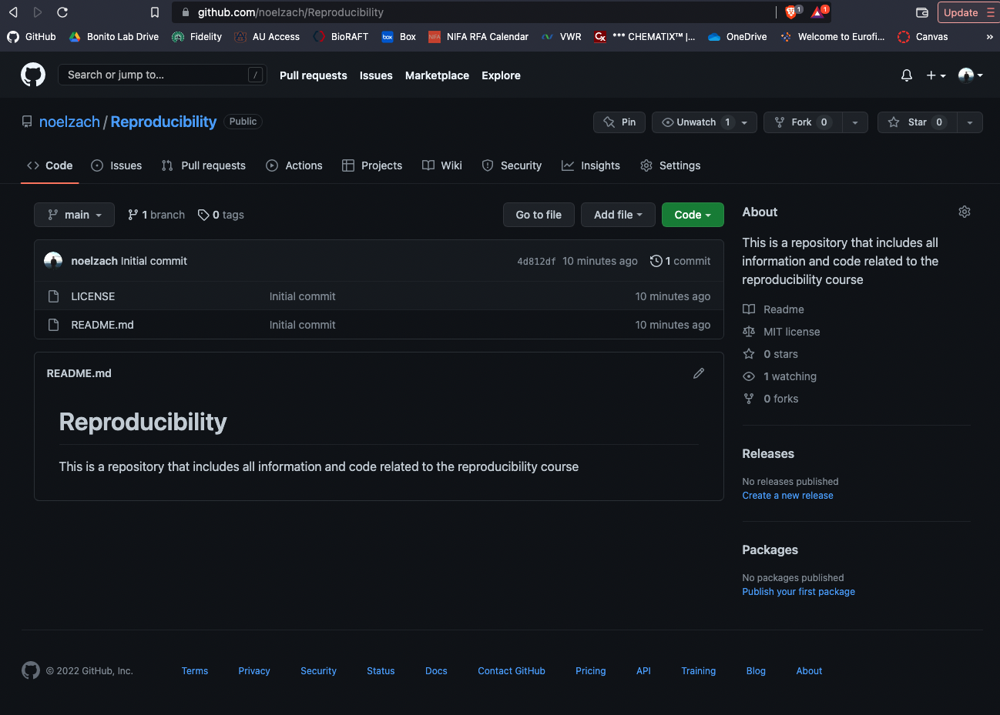 github.com/noelzach/Reproducibility 1 1 Update
GitHub Bonito Lab Drive Fidelity AU Access BioRAFT box Box NIFA NIFA RFA Calendar VWR Cx *** CHEMATIX™ |... OneDrive Welcome to Eurofi... Canvas »
Search or jump to... / Pull requests Issues Marketplace Explore
noelzach / Reproducibility Public Pin Unwatch 1 Fork 0 Star 0
Code Issues Pull requests Actions Projects Wiki Security Insights Settings
main 1 branch 0 tags Go to file Add file Code
noelzach Initial commit 4d812df 10 minutes ago 1 commit
LICENSE Initial commit 10 minutes ago
README.md Initial commit 10 minutes ago
README.md
Reproducibility
This is a repository that includes all information and code related to the reproducibility course
About
This is a repository that includes all
information and code related to the
reproducibility course
Readme
MIT license
0 stars
1 watching
0 forks
Releases
No releases published
Create a new release
Packages
No packages published
Publish your first package
© 2022 GitHub, Inc. Terms Privacy Security Status Docs Contact GitHub Pricing API Training Blog About